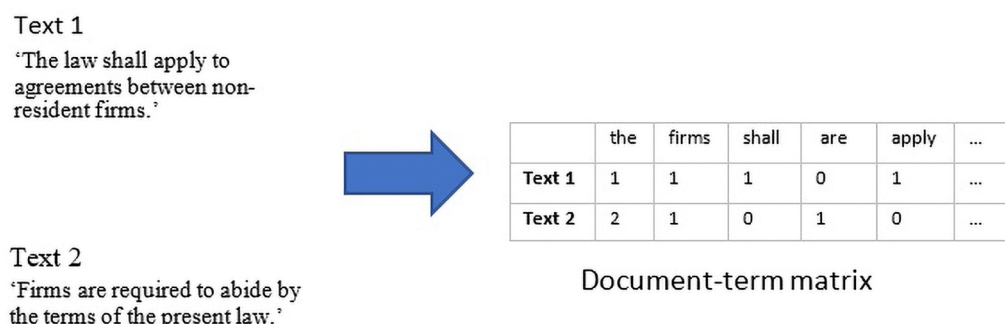 Text 1
‘The law shall apply to
agreements between non-
resident firms.’
the firms shall are apply ...
Text 1 1 1 1 0 1 ...
Text 2 2 1 0 1 0 ...
Document-term matrix
Text 2
‘Firms are required to abide by
the terms of the present law.’